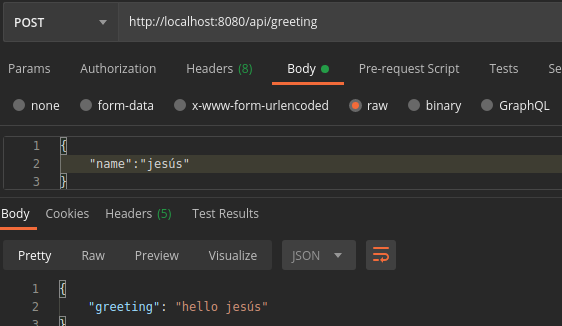 POST http://localhost:8080/api/greeting
Params Authorization Headers (8) Body Pre-request Script Tests Se
none form-data x-www-form-urlencoded raw binary GraphQL
1 {
2 "name":"jesús"
3 }
Body Cookies Headers (5) Test Results
Pretty Raw Preview Visualize JSON
1 {
2 "greeting": "hello jesús"
3 }